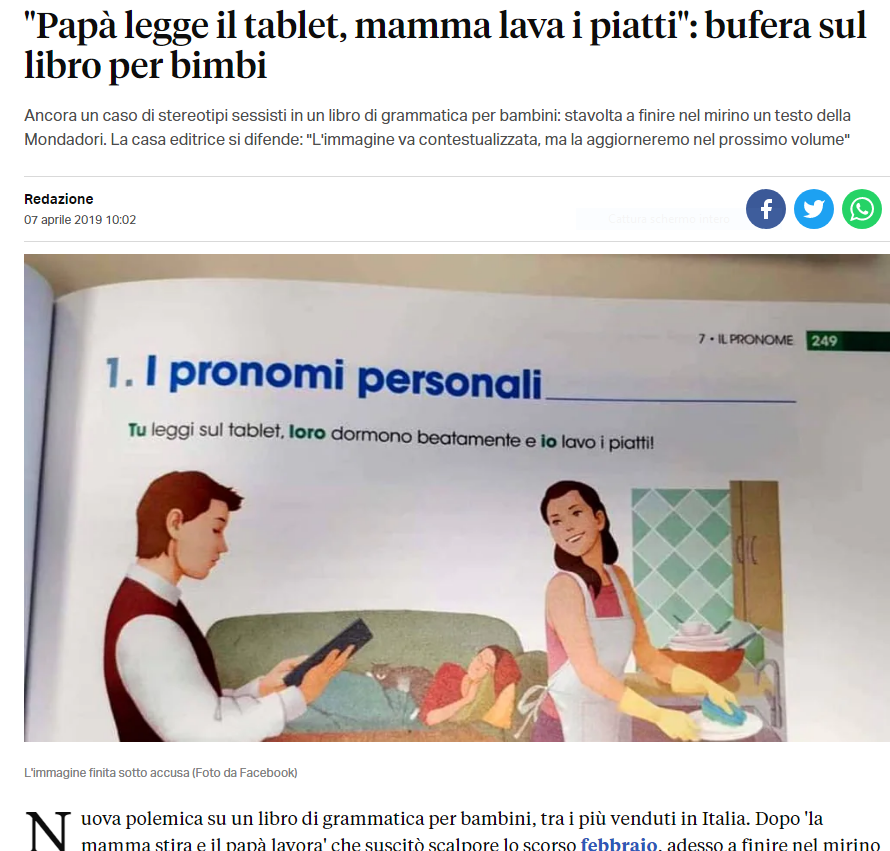 "Papà legge il tablet, mamma lava i piatti": bufera sul
libro per bimbi
Ancora un caso di stereotipi sessisti in un libro di grammatica per bambini: stavolta a finire nel mirino un testo della
Mondadori. La casa editrice si difende: "L'immagine va contestualizzata, ma la aggiorneremo nel prossimo volume"
Redazione
07 aprile 2019 10:02
7 • IL PRONOME 249
1. I pronomi personali
Tu leggi sul tablet, loro dormono beatamente e io lavo i piatti!
L'immagine finita sotto accusa (Foto da Facebook)
Nuova polemica su un libro di grammatica per bambini, tra i più venduti in Italia. Dopo 'la
mamma stira e il papà lavora' che suscitò scalpore lo scorso febbraio, adesso a finire nel mirino